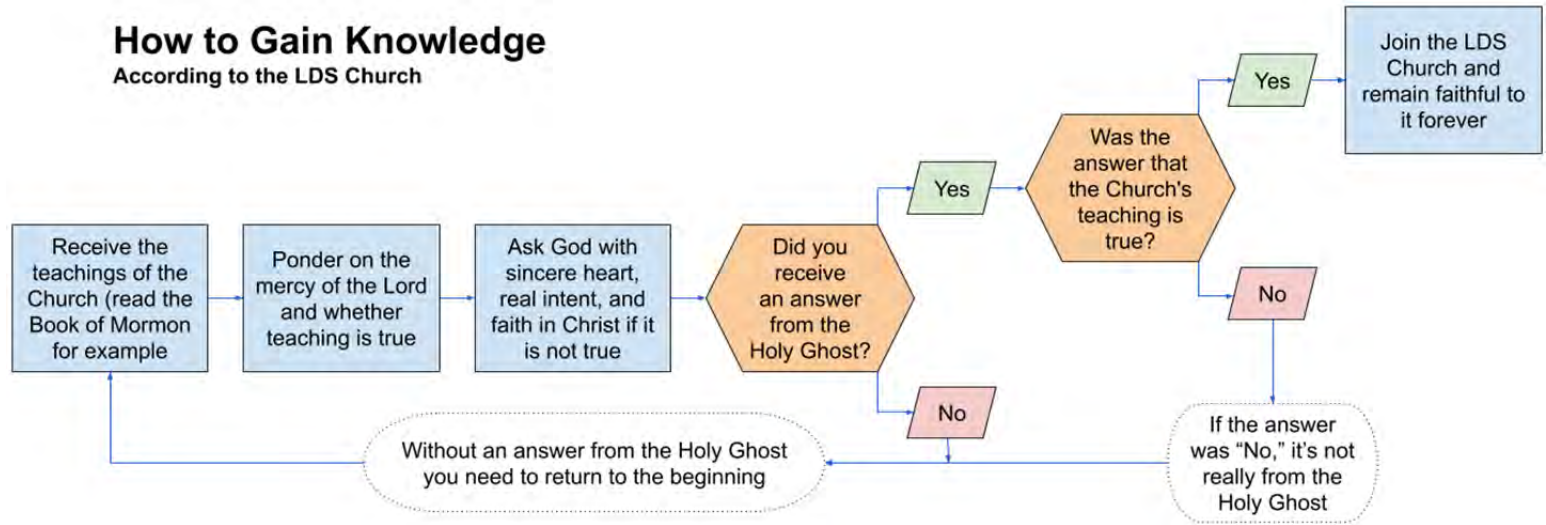 How to Gain Knowledge
According to the LDS Church
Receive the
teachings of the
Church (read the
Book of Mormon
for example
Ponder on the
mercy of the Lord
and whether
teaching is true
Ask God with
sincere heart,
real intent, and
faith in Christ if it
is not true
Did you
receive
an answer
from the
Holy Ghost?
Yes
No
Was the
answer that
the Church's
teaching is
true?
Yes
No
Join the LDS
Church and
remain faithful to
it forever
If the answer
was “No,” it’s not
really from the
Holy Ghost
Without an answer from the Holy Ghost
you need to return to the beginning